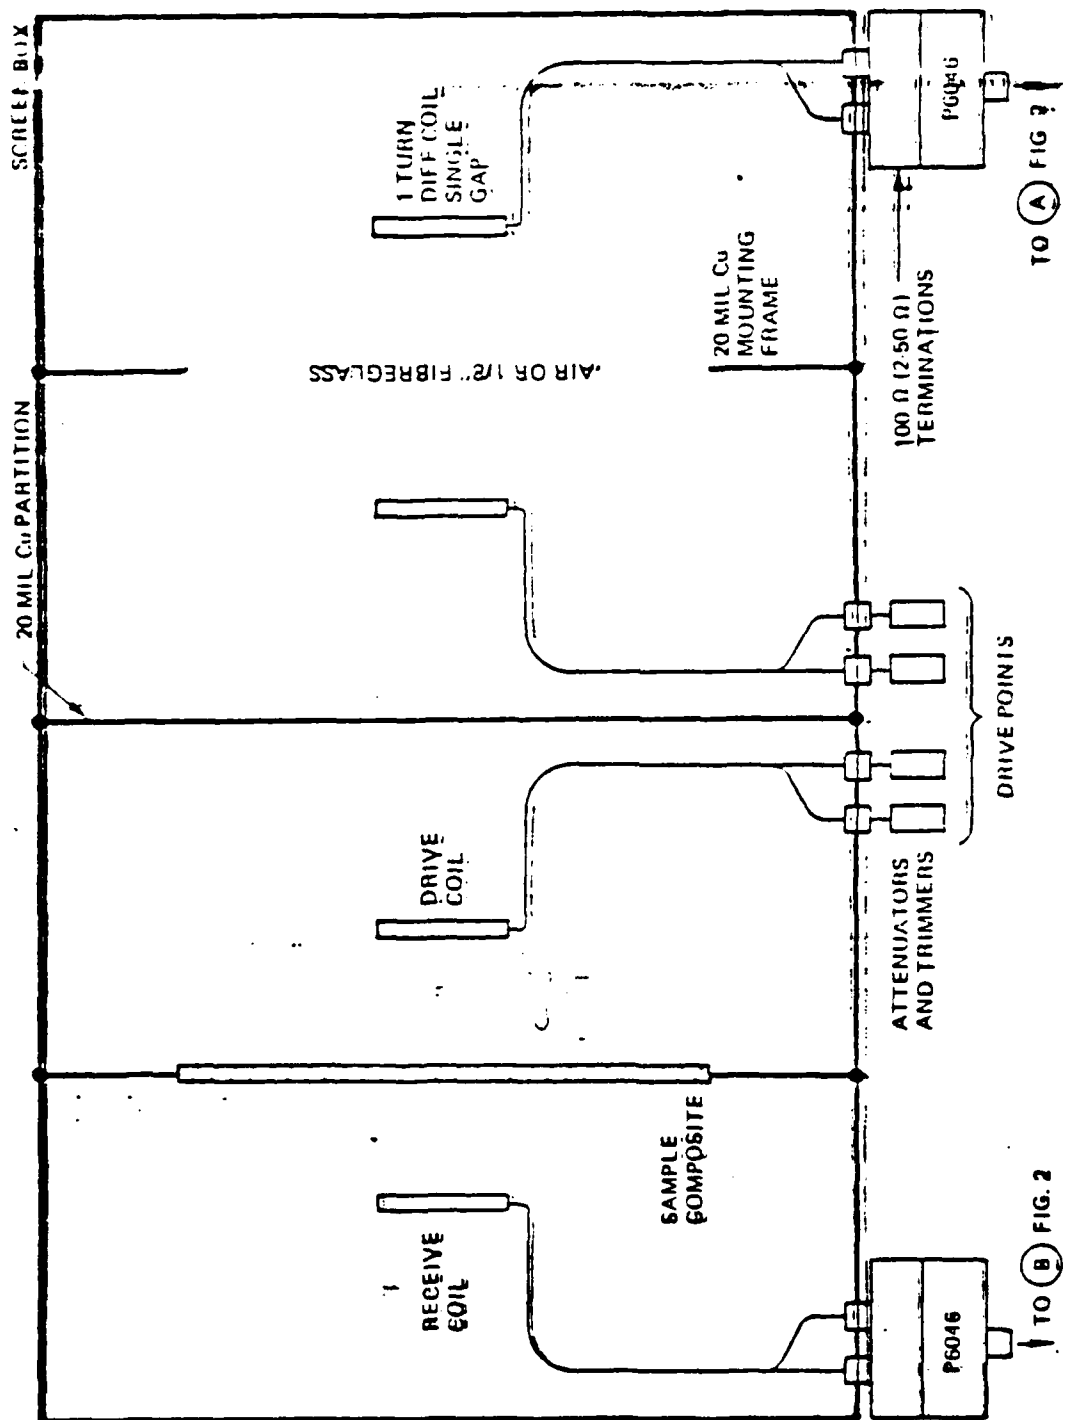 SCREEN BOX
20 MIL Cu PARTITION
1 TURN
DIFF COIL
SINGLE
GAP
AIR OR 1/8" FIBREGLASS
20 MIL Cu
MOUNTING
FRAME
DRIVE
COIL
RECEIVE
COIL
SAMPLE
COMPOSITE
P6046
100 Ω (2-50 Ω)
TERMINATIONS
DRIVE POINTS
ATTENUATORS
AND TRIMMERS
P6046
TO A FIG 2
TO B FIG. 2